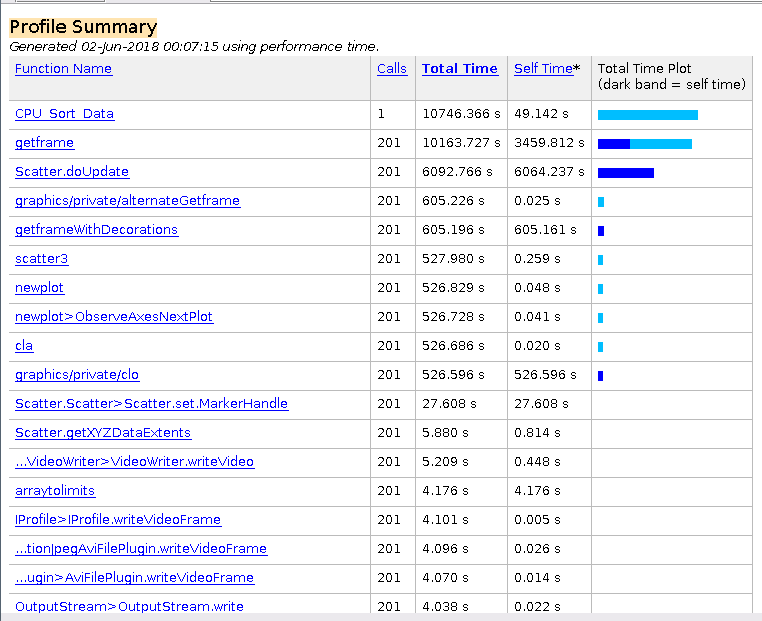 Profile Summary
Generated 02-Jun-2018 00:07:15 using performance time.
Function Name Calls Total Time Self Time* Total Time Plot
(dark band = self time)
CPU_Sort_Data 1 10746.366 s 49.142 s
getframe 201 10163.727 s 3459.812 s
Scatter.doUpdate 201 6092.766 s 6064.237 s
graphics/private/alternateGetframe 201 605.226 s 0.025 s
getframeWithDecorations 201 605.196 s 605.161 s
scatter3 201 527.980 s 0.259 s
newplot 201 526.829 s 0.048 s
newplot>ObserveAxesNextPlot 201 526.728 s 0.041 s
cla 201 526.686 s 0.020 s
graphics/private/clo 201 526.596 s 526.596 s
Scatter.Scatter>Scatter.set.MarkerHandle 201 27.608 s 27.608 s
Scatter.getXYZDataExtents 201 5.880 s 0.814 s
...VideoWriter>VideoWriter.writeVideo 201 5.209 s 0.448 s
arraytolimits 201 4.176 s 4.176 s
IProfile>IProfile.writeVideoFrame 201 4.101 s 0.005 s
...tionJpegAviFilePlugin.writeVideoFrame 201 4.096 s 0.026 s
...ugin>AviFilePlugin.writeVideoFrame 201 4.070 s 0.014 s
OutputStream>OutputStream.write 201 4.038 s 0.022 s